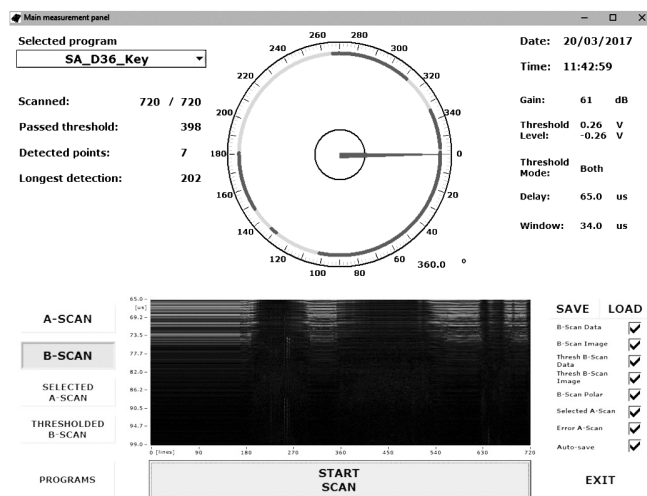 Main measurement panel
Selected program
SA_D36_Key
Scanned: 720 / 720
Passed threshold: 398
Detected points: 7
Longest detection: 202
260
280
240
300
220
320
200
340
180
0
160
20
140
40
120
60
100
80
360.0 °
Date: 20/03/2017
Time: 11:42:59
Gain: 61 dB
Threshold 0.26 V
Level: -0.26 V
Threshold
Mode: Both
Delay: 65.0 us
Window: 34.0 us
A-SCAN
B-SCAN
SELECTED
A-SCAN
THRESHOLDED
B-SCAN
PROGRAMS
65.0
[us]
69.2
73.5
77.7
82.0
86.2
90.5
94.7
99.0
0 [lines] 90 180 270 360 450 540 630 720
START
SCAN
SAVE LOAD
B-Scan Data
B-Scan Image
Thresh B-Scan
Data
Thresh B-Scan
Image
B-Scan Polar
Selected A-Scan
Error A-Scan
Auto-save
EXIT